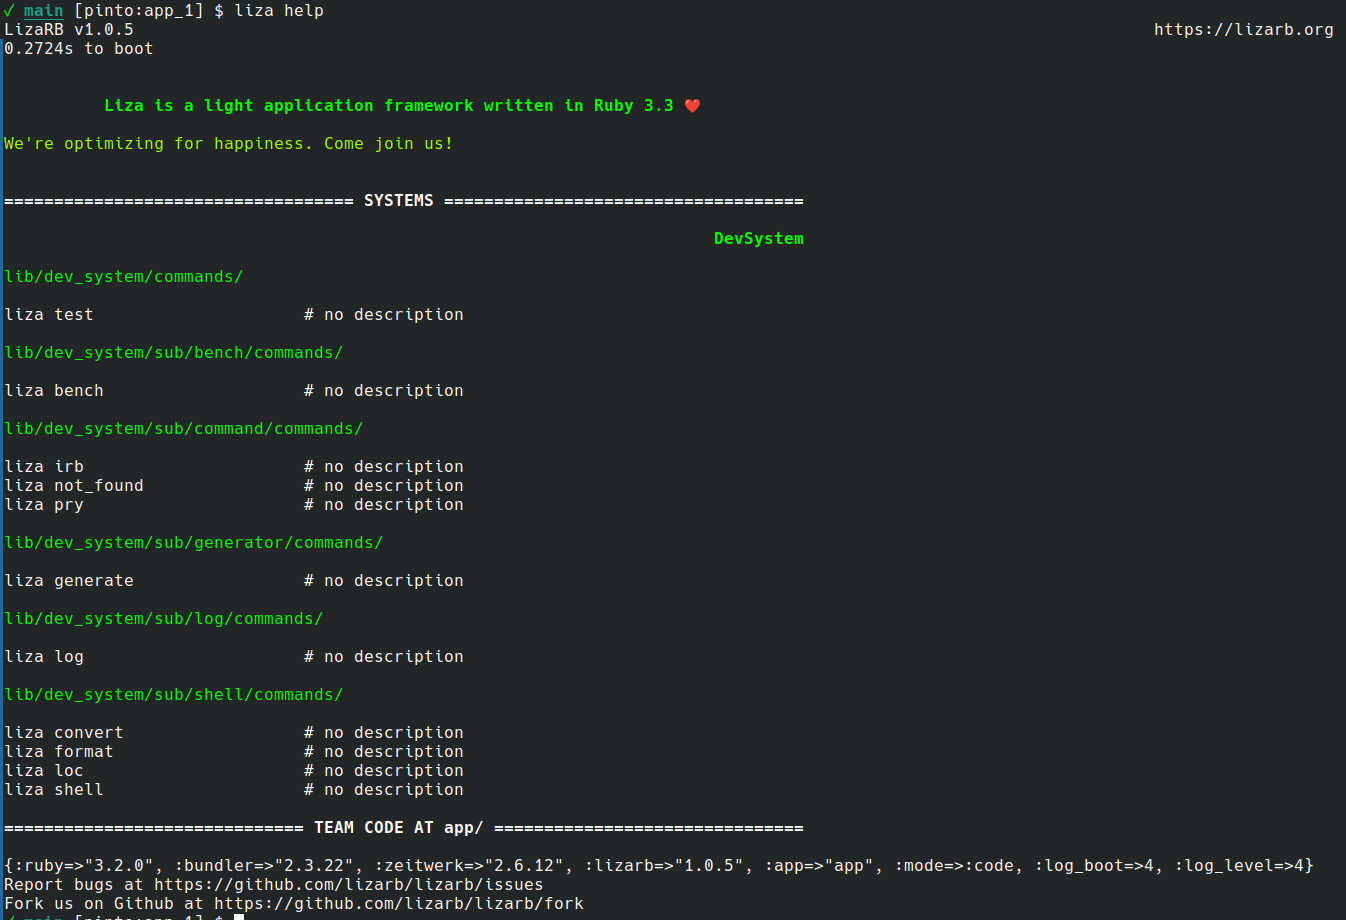 ✓ main [pinto:app_1] $ liza help
LizaRB v1.0.5 https://lizarb.org
0.2724s to boot
Liza is a light application framework written in Ruby 3.3 ❤️
We're optimizing for happiness. Come join us!
=================================== SYSTEMS ====================================
DevSystem
lib/dev_system/commands/
liza test # no description
lib/dev_system/sub/bench/commands/
liza bench # no description
lib/dev_system/sub/command/commands/
liza irb # no description
liza not_found # no description
liza pry # no description
lib/dev_system/sub/generator/commands/
liza generate # no description
lib/dev_system/sub/log/commands/
liza log # no description
lib/dev_system/sub/shell/commands/
liza convert # no description
liza format # no description
liza loc # no description
liza shell # no description
============================== TEAM CODE AT app/ ===============================
{:ruby=>"3.2.0", :bundler=>"2.3.22", :zeitwerk=>"2.6.12", :lizarb=>"1.0.5", :app=>"app", :mode=>:code, :log_boot=>4, :log_level=>4}
Report bugs at https://github.com/lizarb/lizarb/issues
Fork us on Github at https://github.com/lizarb/lizarb/fork
✓ main [pinto:app_1] $